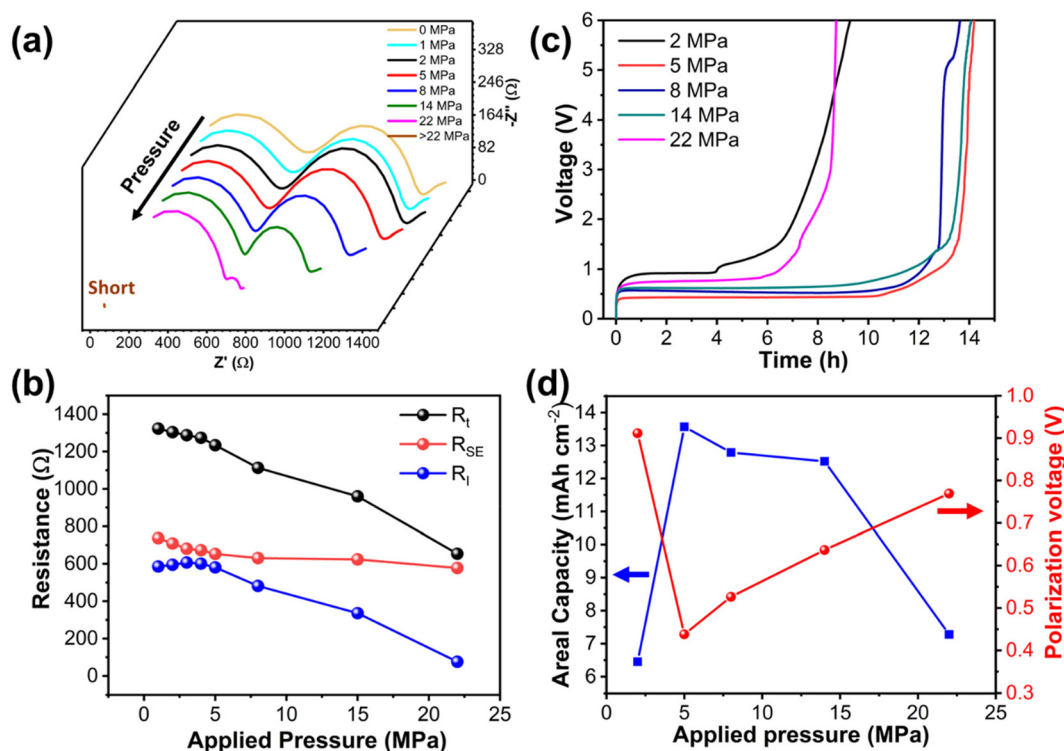 (a)
0 MPa
1 MPa
2 MPa
5 MPa
8 MPa
14 MPa
22 MPa
>22 MPa
Pressure
Short
328
246
164
82
0
-Z'' (Ω)
0 200 400 600 800 1000 1200 1400
Z' (Ω)
(c)
2 MPa
5 MPa
8 MPa
14 MPa
22 MPa
6
5
4
3
2
1
0
Voltage (V)
0 2 4 6 8 10 12 14
Time (h)
(b)
Rt
RSE
RI
1400
1200
1000
800
600
400
200
0
Resistance (Ω)
0 5 10 15 20 25
Applied Pressure (MPa)
(d)
14
13
12
11
10
9
8
7
6
Areal Capacity (mAh cm-2)
1.0
0.9
0.8
0.7
0.6
0.5
0.4
0.3
Polarization voltage (V)
0 5 10 15 20 25
Applied pressure (MPa)